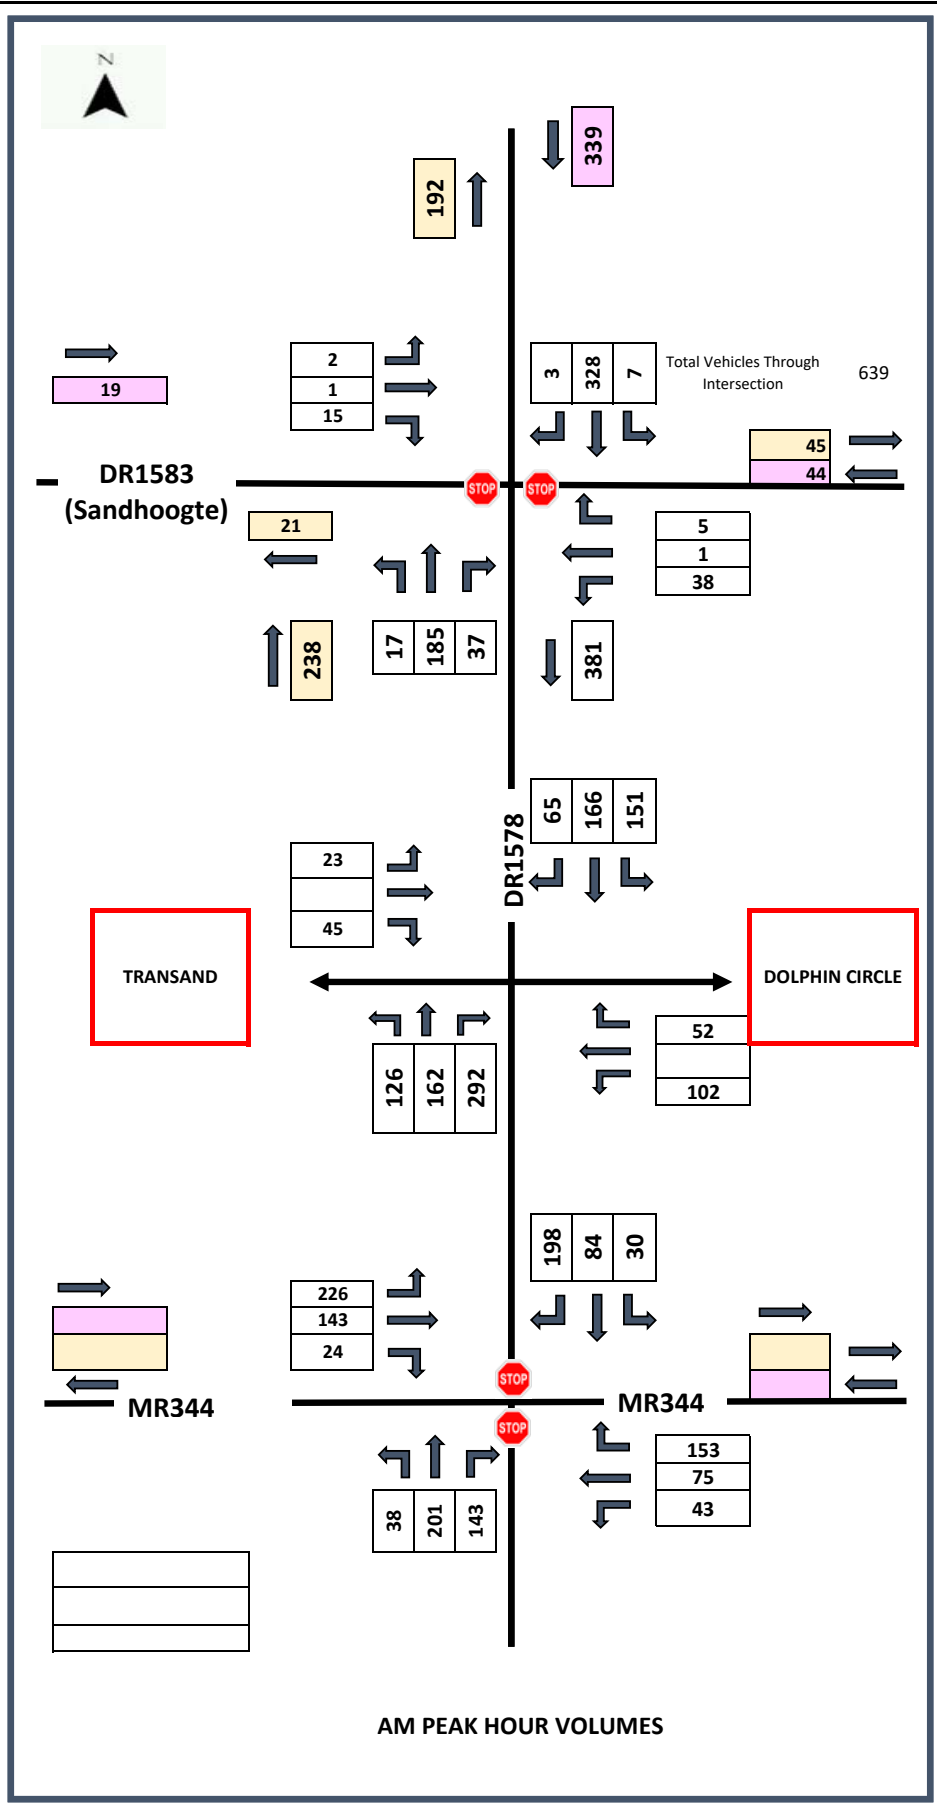 N
339
192
19
2
1
15
3 328 7
Total Vehicles Through
Intersection
639
45
44
DR1583
(Sandhoogte)
STOP STOP
21
5
1
38
17 185 37
238
381
DR1578
65 166 151
23
45
TRANSAND
DOLPHIN CIRCLE
52
102
126 162 292
198 84 30
226
143
24
STOP
MR344
MR344
STOP
153
75
43
38 201 143
AM PEAK HOUR VOLUMES